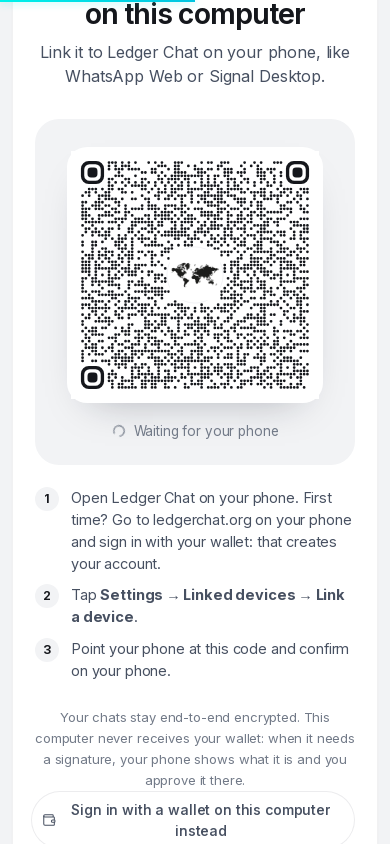 on this computer
Link it to Ledger Chat on your phone, like
WhatsApp Web or Signal Desktop.
Waiting for your phone
1 Open Ledger Chat on your phone. First
time? Go to ledgerchat.org on your phone
and sign in with your wallet: that creates
your account.
2 Tap Settings → Linked devices → Link
a device.
3 Point your phone at this code and confirm
on your phone.
Your chats stay end-to-end encrypted. This
computer never receives your wallet: when it needs
a signature, your phone shows what it is and you
approve it there.
Sign in with a wallet on this computer
instead